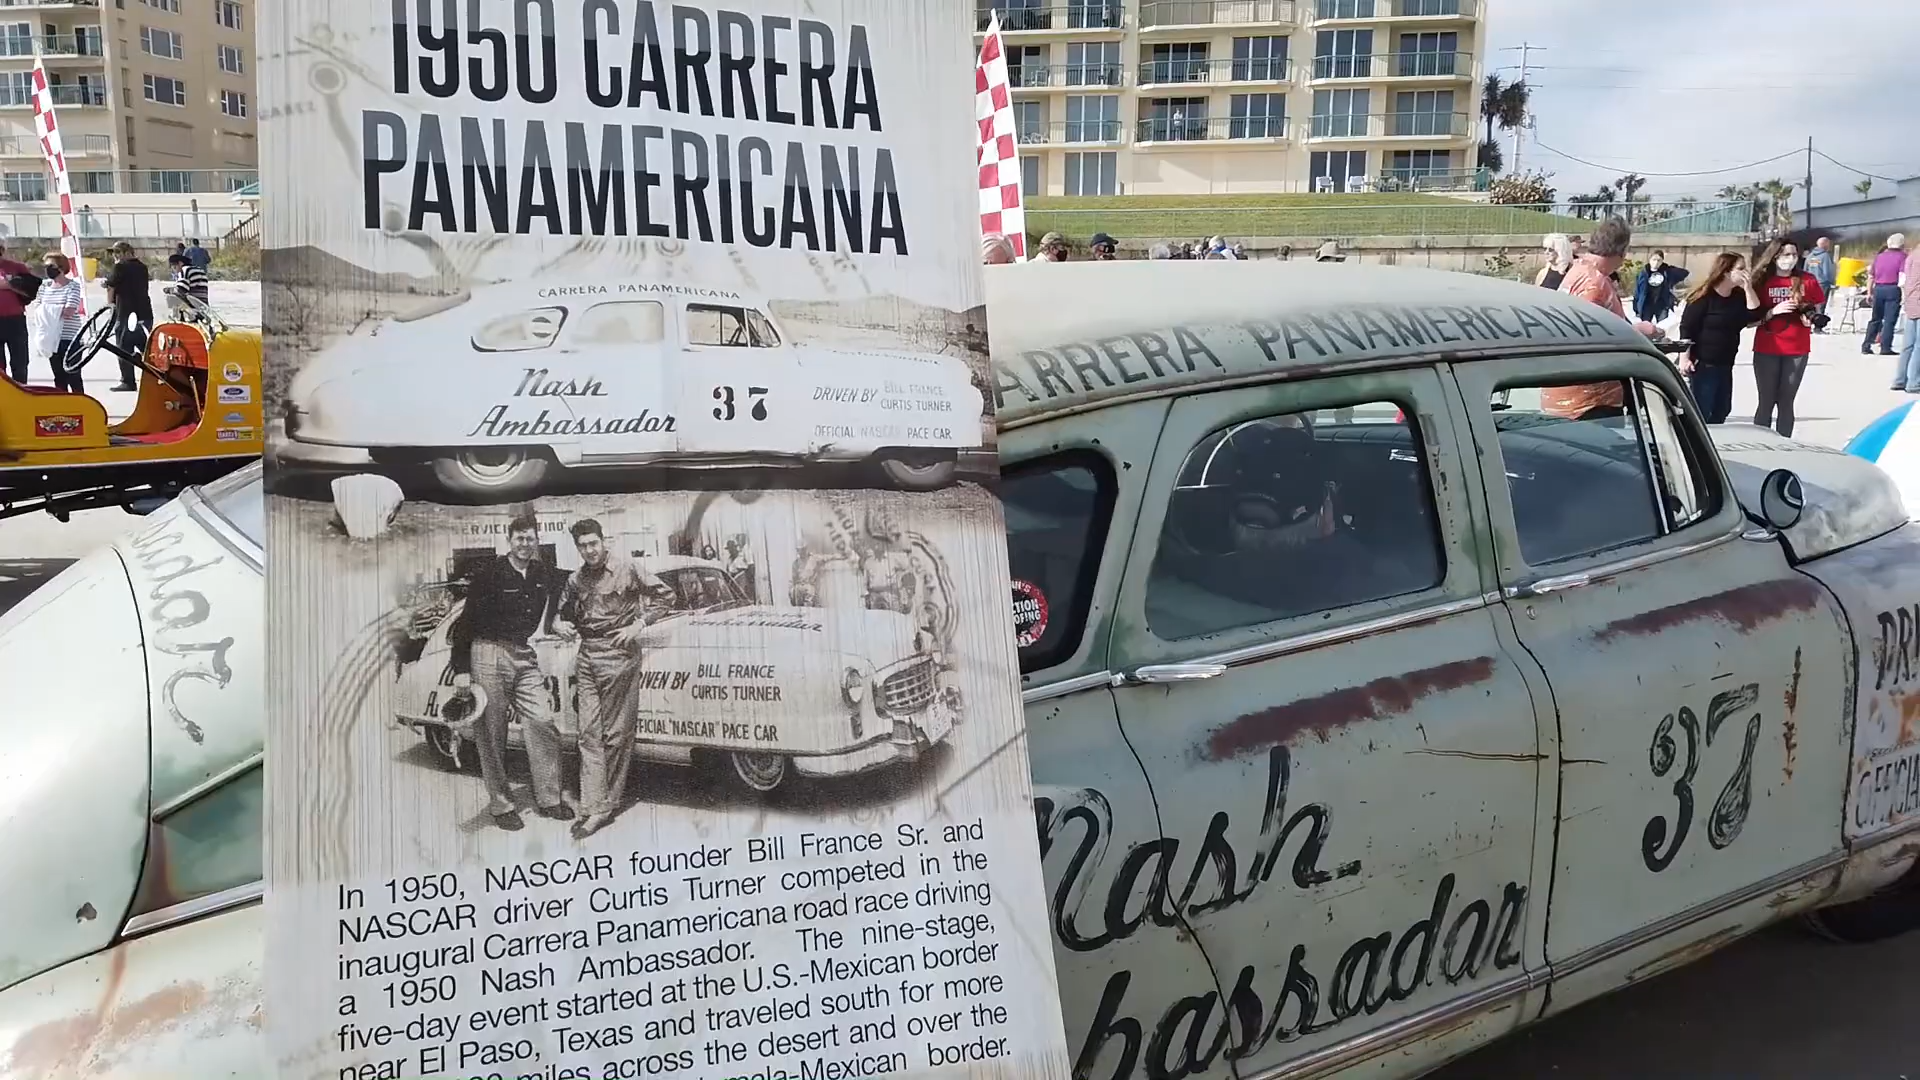 1950 CARRERA
PANAMERICANA
CARRERA PANAMERICANA
Nash
Ambassador
37
DRIVEN BY BILL FRANCE
CURTIS TURNER
OFFICIAL NASCAR PACE CAR
Ambassador
DRIVEN BY BILL FRANCE
CURTIS TURNER
OFFICIAL "NASCAR" PACE CAR
In 1950, NASCAR founder Bill France Sr. and
NASCAR driver Curtis Turner competed in the
inaugural Carrera Panamericana road race driving
a 1950 Nash Ambassador. The nine-stage,
five-day event started at the U.S.-Mexican border
near El Paso, Texas and traveled south for more
miles across the desert and over the
-Mexican border.
ARRERA PANAMERICANA
Nash
bassador
37
sador